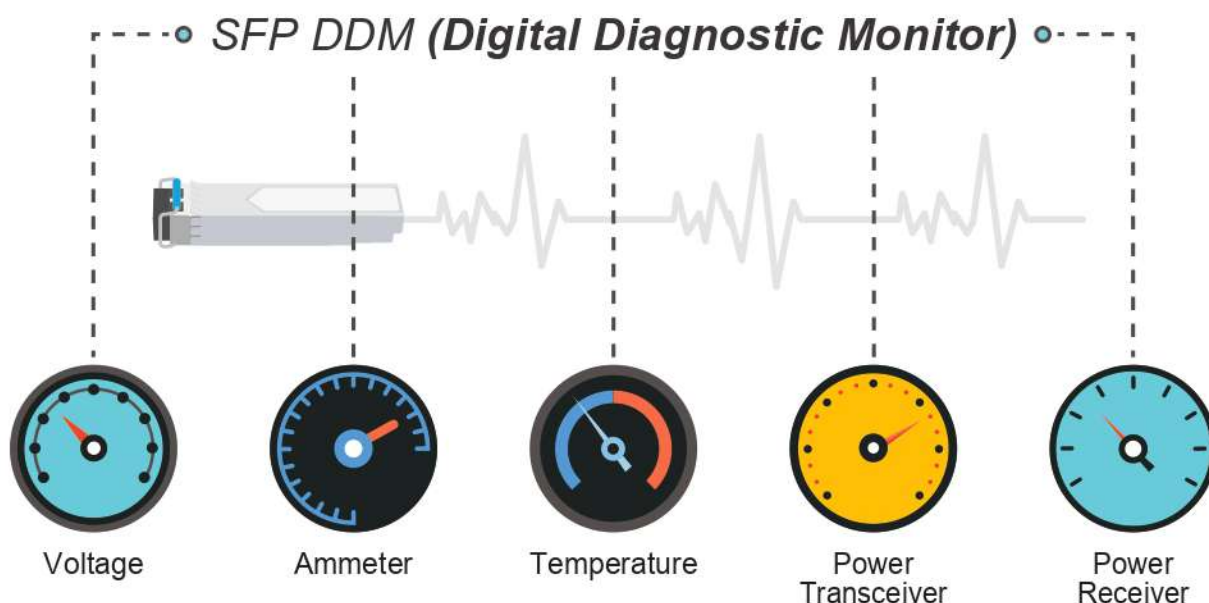 SFP DDM (Digital Diagnostic Monitor)
Voltage
Ammeter
Temperature
Power
Transceiver
Power
Receiver